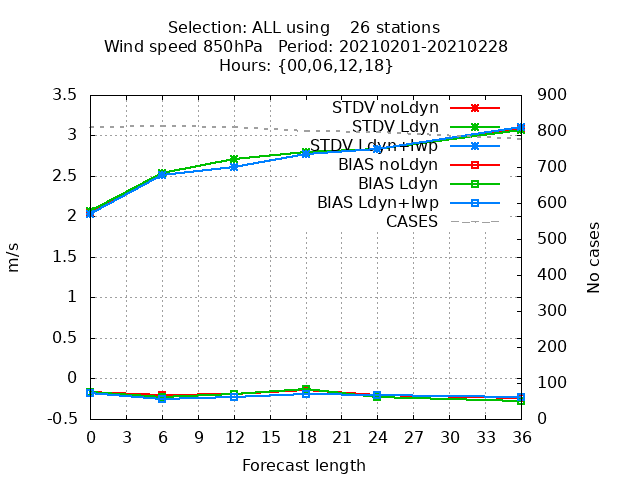 Selection: ALL using    26 stations
Wind speed 850hPa   Period: 20210201-20210228
Hours: {00,06,12,18}
3.5
3
2.5
2
1.5
1
0.5
0
-0.5
m/s
STDV noLdyn
STDV Ldyn
STDV Ldyn+lwp
BIAS noLdyn
BIAS Ldyn
BIAS Ldyn+lwp
CASES
900
800
700
600
500
400
300
200
100
0
No cases
0 3 6 9 12 15 18 21 24 27 30 33 36
Forecast length